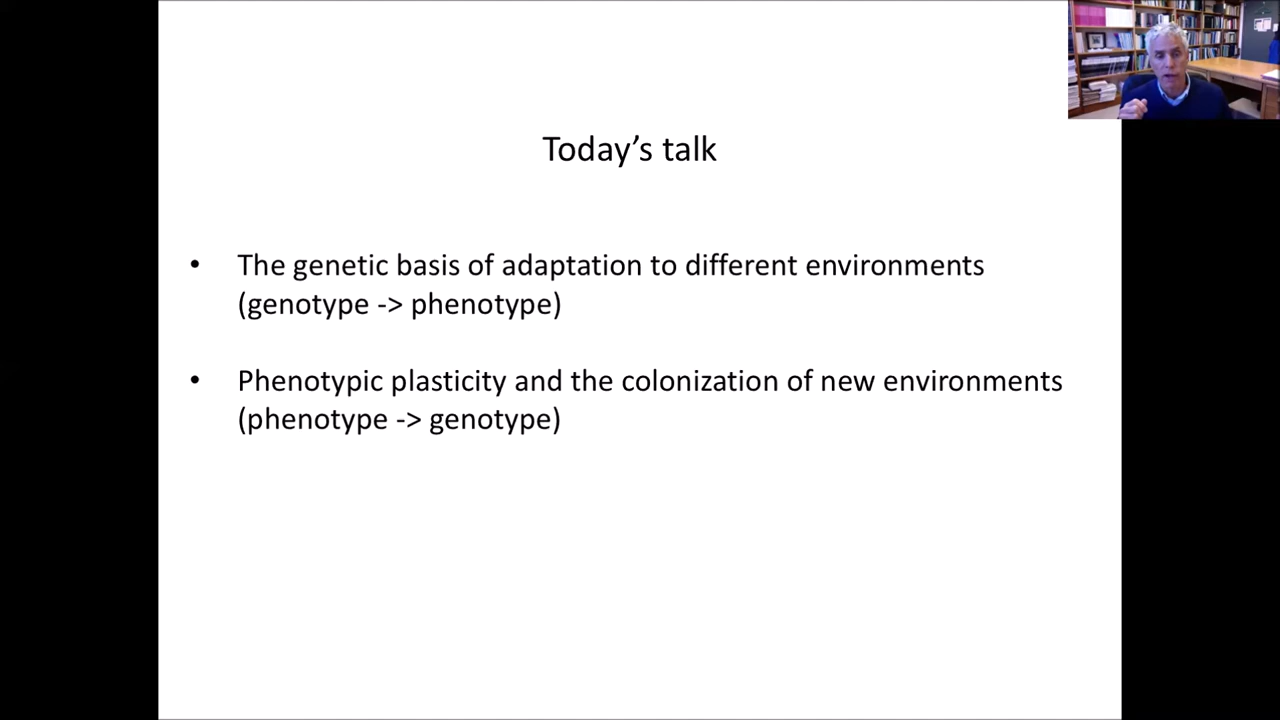 Today’s talk
• The genetic basis of adaptation to different environments
(genotype -> phenotype)
• Phenotypic plasticity and the colonization of new environments
(phenotype -> genotype)